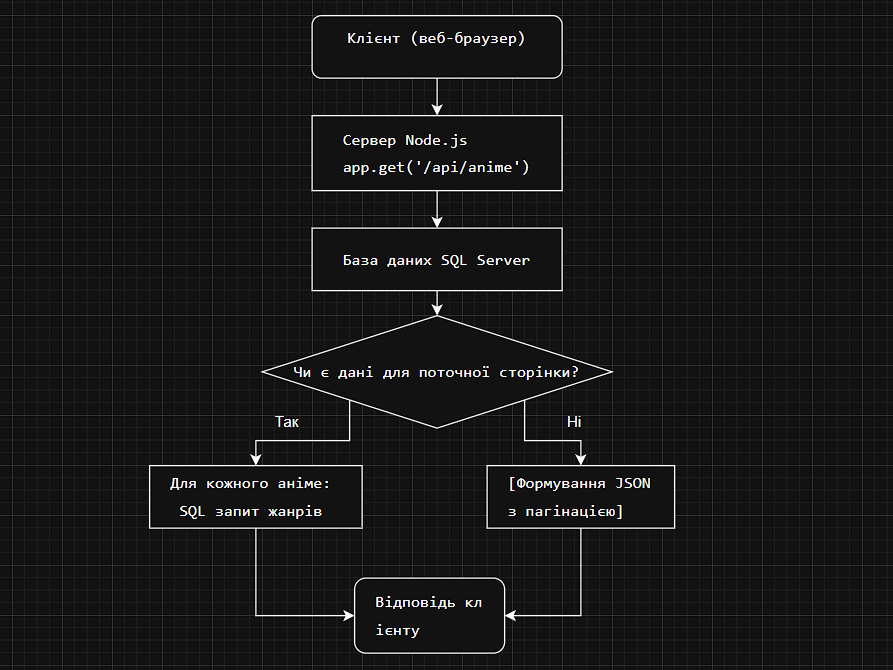 Клієнт (веб-браузер)
Сервер Node.js
app.get('/api/anime')
База даних SQL Server
Чи є дані для поточної сторінки?
Так
Ні
Для кожного аніме:
SQL запит жанрів
[Формування JSON
з пагінацією]
Відповідь кл
ієнту